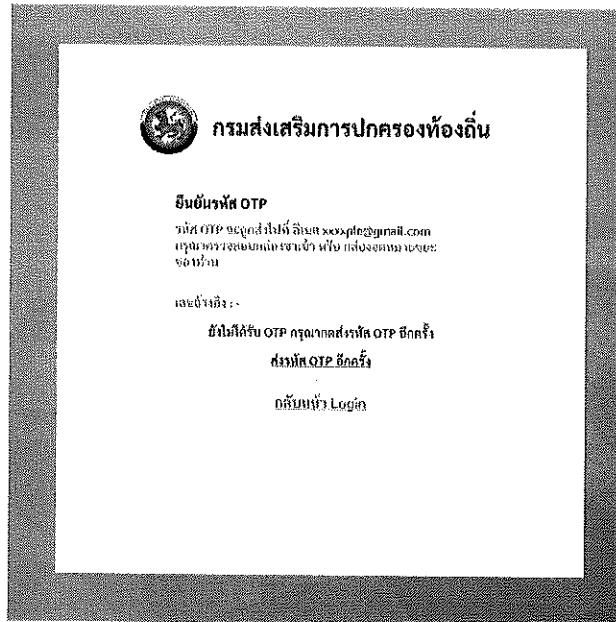 กรมส่งเสริมการปกครองท้องถิ่น
ยืนยันรหัส OTP
รหัส OTP จะถูกส่งไปที่ อีเมล xxxxpln@gmail.com
กรุณาตรวจสอบกล่องขาเข้า หรือ กล่องจดหมายขยะ
ของท่าน
เลขอ้างอิง : -
ยังไม่ได้รับ OTP กรุณากดส่งรหัส OTP อีกครั้ง
ส่งรหัส OTP อีกครั้ง
กลับหน้า Login